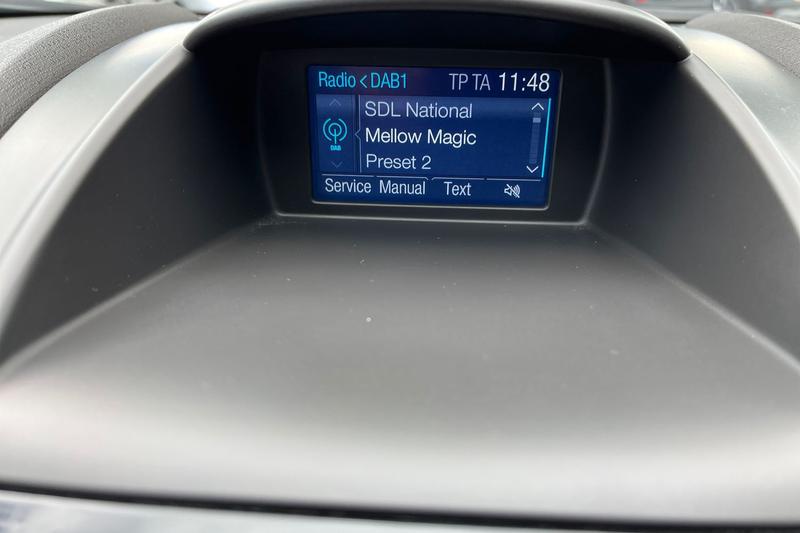 Radio < DAB1 TP TA 11:48
SDL National
DAB
Mellow Magic
Preset 2
Service Manual Text